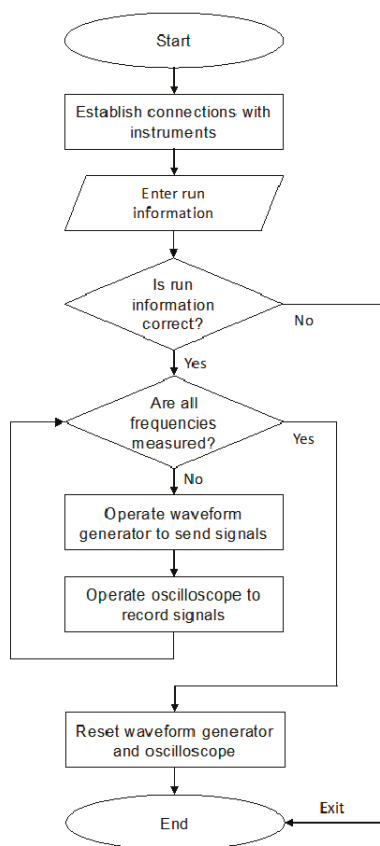 Start
Establish connections with
instruments
Enter run
information
Is run
information
correct?
No
Yes
Are all
frequencies
measured?
Yes
No
Operate waveform
generator to send signals
Operate oscilloscope to
record signals
Reset waveform generator
and oscilloscope
Exit
End